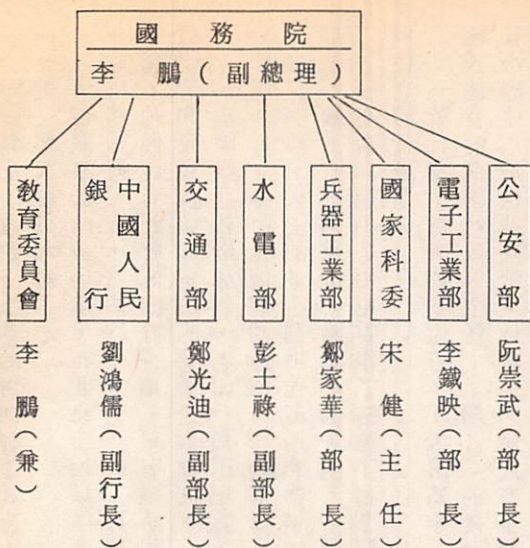 國務院
李鵬(副總理)
公安部
阮崇武(部長)
電子工業部
李鐵映(部長)
國家科委
宋健(主任)
兵器工業部
鄒家華(部長)
水電部
彭士祿(副部長)
交通部
鄭光迪(副部長)
中國人民
銀行
劉鴻儒(副行長)
教育委員會
李鵬(兼)